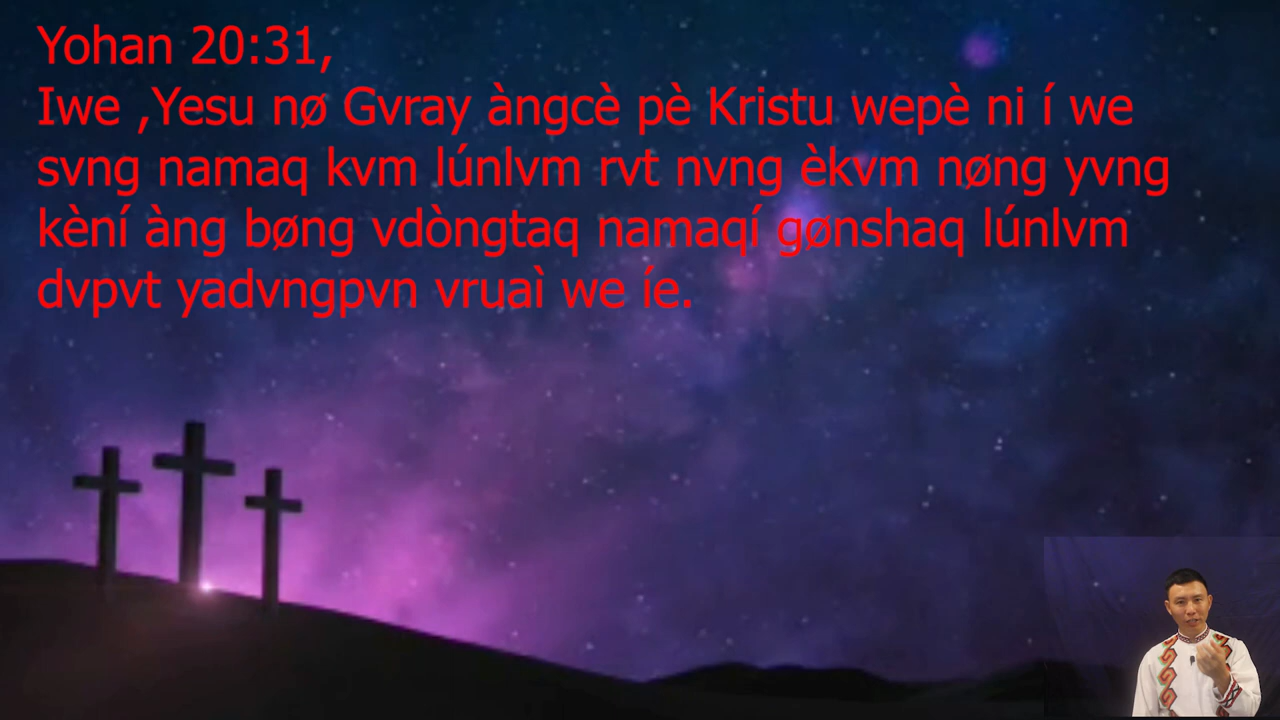 Yohan 20:31,
Iwe ,Yesu nø Gvray àngcè pè Kristu wepè ni í we
svng namaq kvm lúnlvm rvt nvng èkvm nøng yvng
kèní àng bøng vdòngtaq namaqí gønshaq lúnlvm
dvpvt yadvngpvn vruaì we íe.